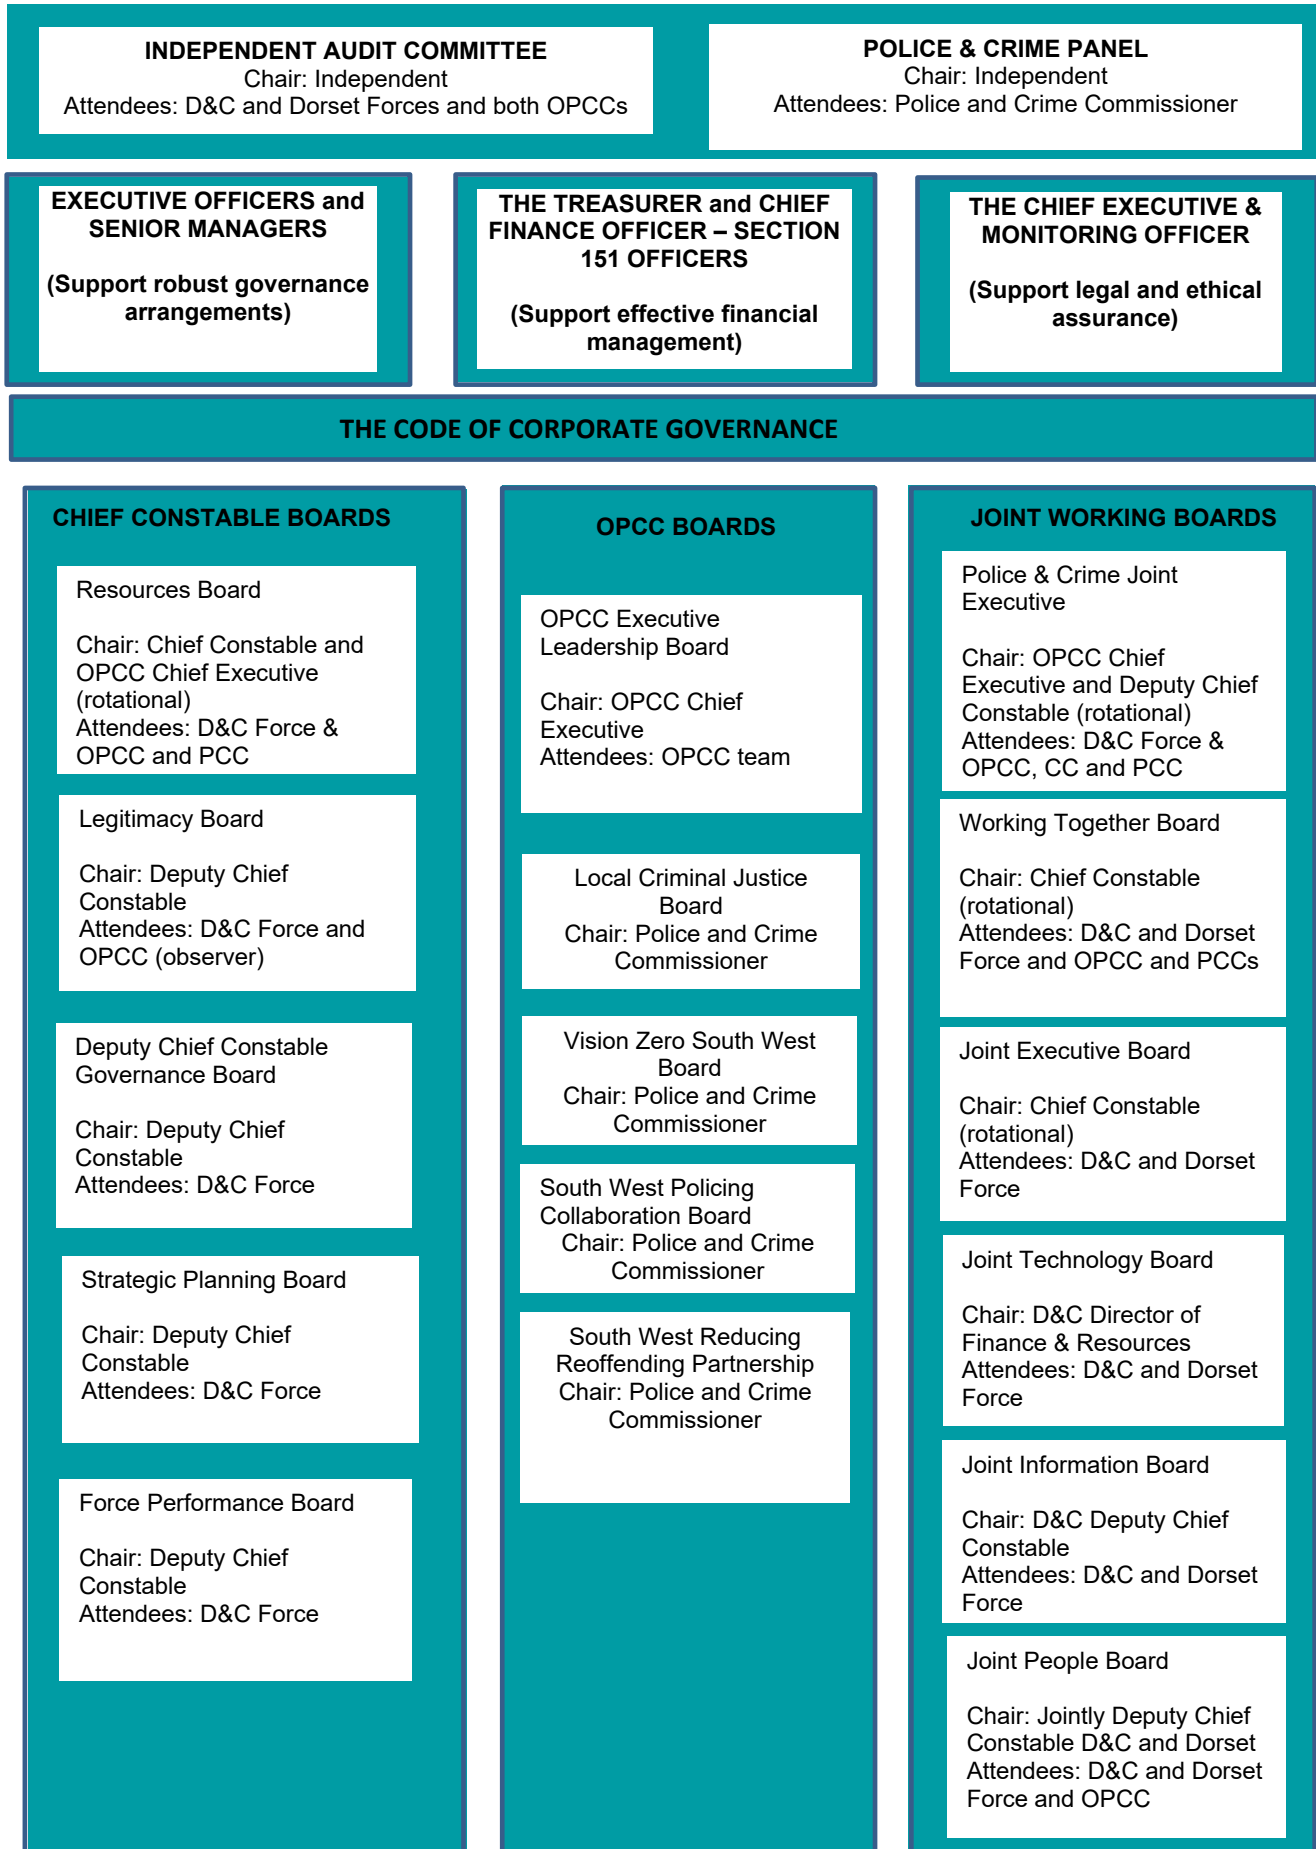 INDEPENDENT AUDIT COMMITTEE
Chair: Independent
Attendees: D&C and Dorset Forces and both OPCCs
POLICE & CRIME PANEL
Chair: Independent
Attendees: Police and Crime Commissioner
EXECUTIVE OFFICERS and
SENIOR MANAGERS
(Support robust governance
arrangements)
THE TREASURER and CHIEF
FINANCE OFFICER – SECTION
151 OFFICERS
(Support effective financial
management)
THE CHIEF EXECUTIVE &
MONITORING OFFICER
(Support legal and ethical
assurance)
THE CODE OF CORPORATE GOVERNANCE
CHIEF CONSTABLE BOARDS
Resources Board
Chair: Chief Constable and
OPCC Chief Executive
(rotational)
Attendees: D&C Force &
OPCC and PCC
Legitimacy Board
Chair: Deputy Chief
Constable
Attendees: D&C Force and
OPCC (observer)
Deputy Chief Constable
Governance Board
Chair: Deputy Chief
Constable
Attendees: D&C Force
Strategic Planning Board
Chair: Deputy Chief
Constable
Attendees: D&C Force
Force Performance Board
Chair: Deputy Chief
Constable
Attendees: D&C Force
OPCC BOARDS
OPCC Executive
Leadership Board
Chair: OPCC Chief
Executive
Attendees: OPCC team
Local Criminal Justice
Board
Chair: Police and Crime
Commissioner
Vision Zero South West
Board
Chair: Police and Crime
Commissioner
South West Policing
Collaboration Board
Chair: Police and Crime
Commissioner
South West Reducing
Reoffending Partnership
Chair: Police and Crime
Commissioner
JOINT WORKING BOARDS
Police & Crime Joint
Executive
Chair: OPCC Chief
Executive and Deputy Chief
Constable (rotational)
Attendees: D&C Force &
OPCC, CC and PCC
Working Together Board
Chair: Chief Constable
(rotational)
Attendees: D&C and Dorset
Force and OPCC and PCCs
Joint Executive Board
Chair: Chief Constable
(rotational)
Attendees: D&C and Dorset
Force
Joint Technology Board
Chair: D&C Director of
Finance & Resources
Attendees: D&C and Dorset
Force
Joint Information Board
Chair: D&C Deputy Chief
Constable
Attendees: D&C and Dorset
Force
Joint People Board
Chair: Jointly Deputy Chief
Constable D&C and Dorset
Attendees: D&C and Dorset
Force and OPCC